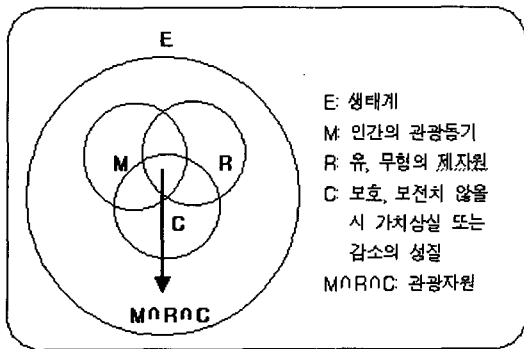 E
M
R
C
M∩R∩C
E: 생태계
M: 인간의 관광동기
R: 유, 무형의 제자원
C: 보호, 보전치 않을
시 가치상실 또는
감소의 성질
M∩R∩C: 관광자원